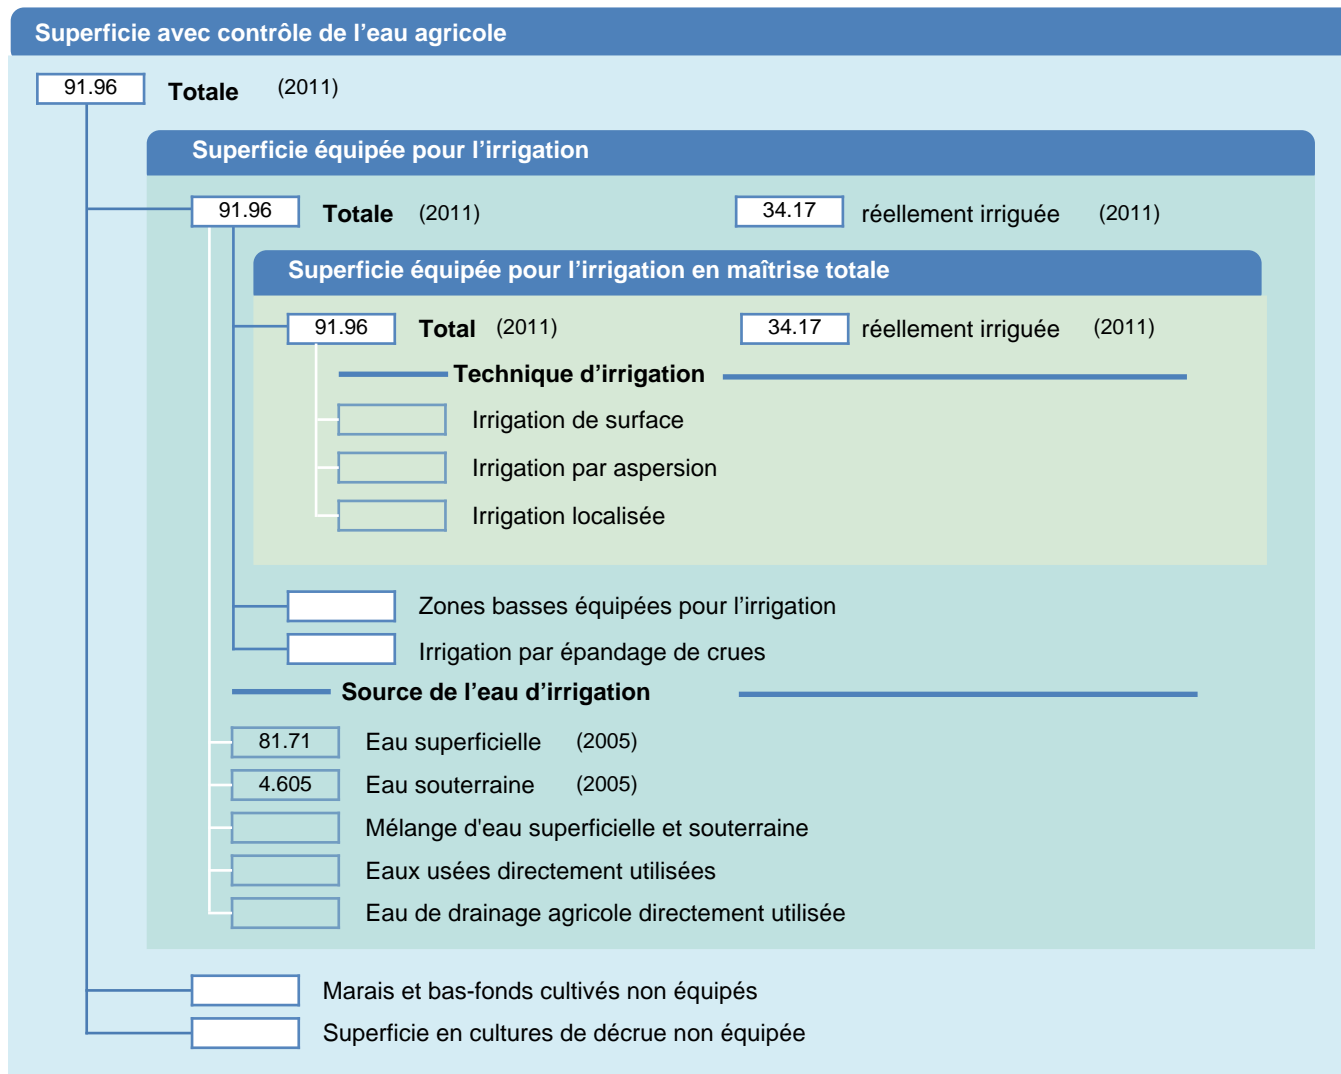 Superficie avec contrôle de l’eau agricole
91.96 Totale (2011)
Superficie équipée pour l’irrigation
91.96 Totale (2011) 34.17 réellement irriguée (2011)
Superficie équipée pour l’irrigation en maîtrise totale
91.96 Total (2011) 34.17 réellement irriguée (2011)
Technique d’irrigation
Irrigation de surface
Irrigation par aspersion
Irrigation localisée
Zones basses équipées pour l’irrigation
Irrigation par épandage de crues
Source de l’eau d’irrigation
81.71 Eau superficielle (2005)
4.605 Eau souterraine (2005)
Mélange d'eau superficielle et souterraine
Eaux usées directement utilisées
Eau de drainage agricole directement utilisée
Marais et bas-fonds cultivés non équipés
Superficie en cultures de décrue non équipée